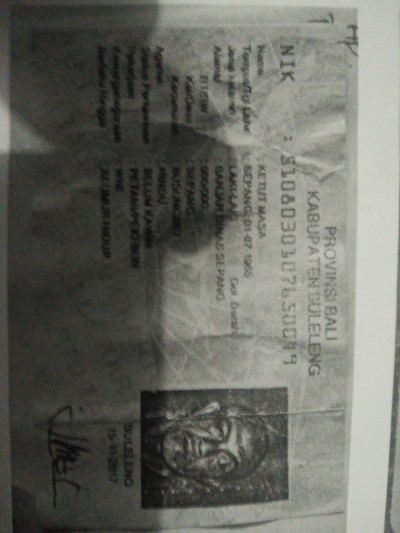 PROVINSI BALI
KABUPATEN BULELENG
NIK : 5108030107650049
Nama : KETUT MASA
Tempat/Tgl Lahir : SEPANG, 01-07-1965
Jenis Kelamin : LAKI-LAKI Gol. Darah
Alamat : BANJAR DINAS SEPANG
RT/RW : 000/000
Kel/Desa : SEPANG
Kecamatan : BUSUNGBIU
Agama : HINDU
Status Perkawinan : BELUM KAWIN
Pekerjaan : PETANI/PEKEBUN
Kewarganegaraan : WNI
Berlaku Hingga : SEUMUR HIDUP
BULELENG
15-11-2017